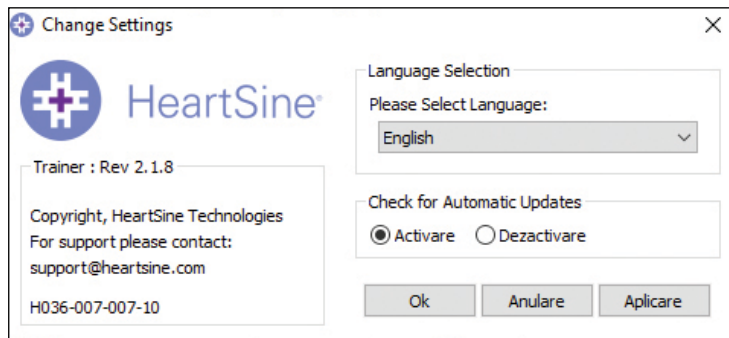 Change Settings
HeartSine®
Trainer : Rev 2.1.8
Copyright, HeartSine Technologies
For support please contact:
support@heartsine.com
H036-007-007-10
Language Selection
Please Select Language:
English
Check for Automatic Updates
Activare Dezactivare
Ok Anulare Aplicare